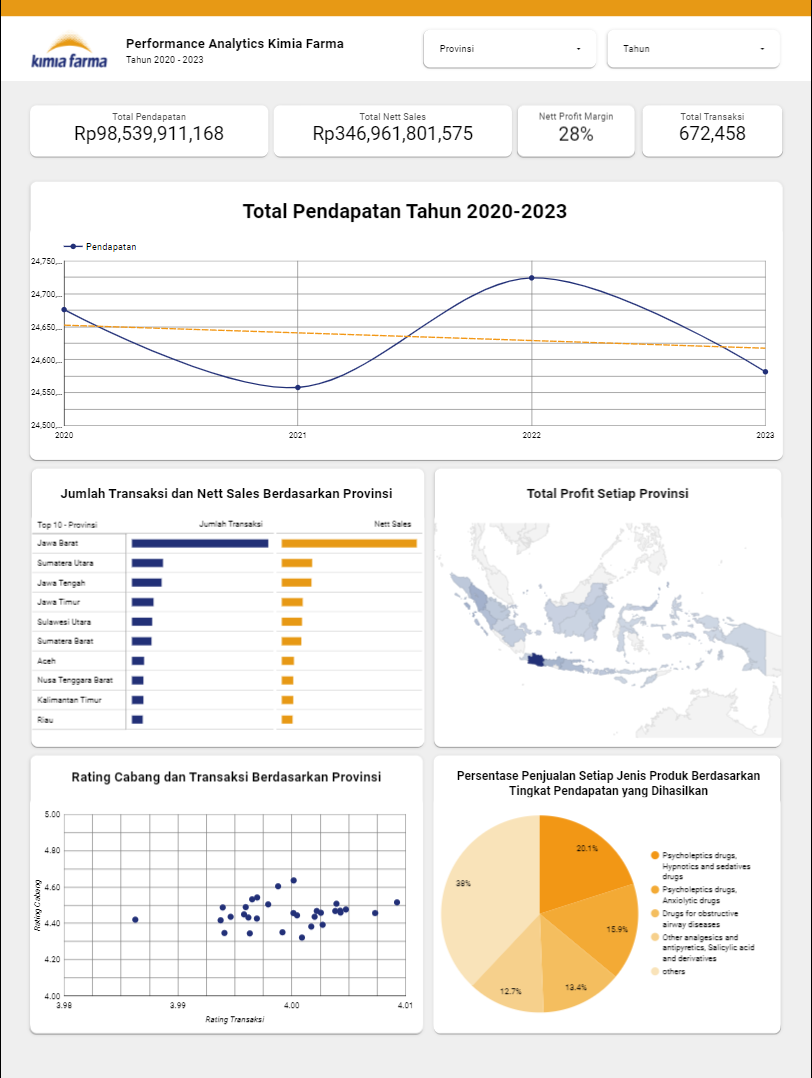 kimia farma
Performance Analytics Kimia Farma
Tahun 2020 - 2023
Provinsi
Tahun
Total Pendapatan
Rp98,539,911,168
Total Nett Sales
Rp346,961,801,575
Nett Profit Margin
28%
Total Transaksi
672,458
Total Pendapatan Tahun 2020-2023
Pendapatan
24,750,...
24,700,...
24,650,...
24,600,...
24,550,...
24,500,...
2020 2021 2022 2023
Jumlah Transaksi dan Nett Sales Berdasarkan Provinsi
Top 10 - Provinsi Jumlah Transaksi Nett Sales
Jawa Barat
Sumatera Utara
Jawa Tengah
Jawa Timur
Sulawesi Utara
Sumatera Barat
Aceh
Nusa Tenggara Barat
Kalimantan Timur
Riau
Total Profit Setiap Provinsi
Rating Cabang dan Transaksi Berdasarkan Provinsi
Rating Cabang
5.00
4.80
4.60
4.40
4.20
4.00
3.98 3.99 4.00 4.01
Rating Transaksi
Persentase Penjualan Setiap Jenis Produk Berdasarkan
Tingkat Pendapatan yang Dihasilkan
20.1%
15.9%
13.4%
12.7%
38%
Psycholeptics drugs,
Hypnotics and sedatives
drugs
Psycholeptics drugs,
Anxiolytic drugs
Drugs for obstructive
airway diseases
Other analgesics and
antipyretics, Salicylic acid
and derivatives
others